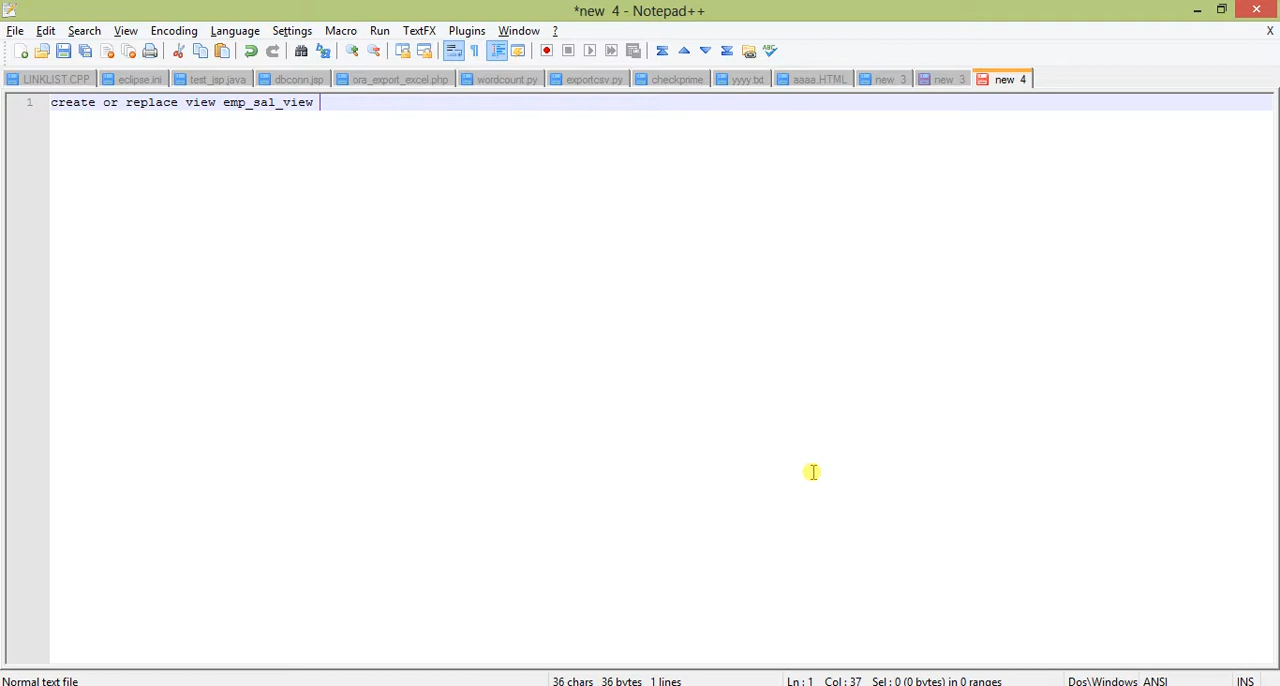 *new  4 - Notepad++
File Edit Search View Encoding Language Settings Macro Run TextFX Plugins Window ? X
LINKLIST.CPP eclipse.ini test_jsp.java dbconn.jsp ora_export_excel.php wordcount.py exportcsv.py checkprime yyyy.txt aaaa.HTML new  3 new  3 new  4
1 create or replace view emp_sal_view
Normal text file 36 chars  36 bytes  1 lines Ln : 1  Col : 37  Sel : 0 (0 bytes) in 0 ranges Dos\Windows ANSI INS